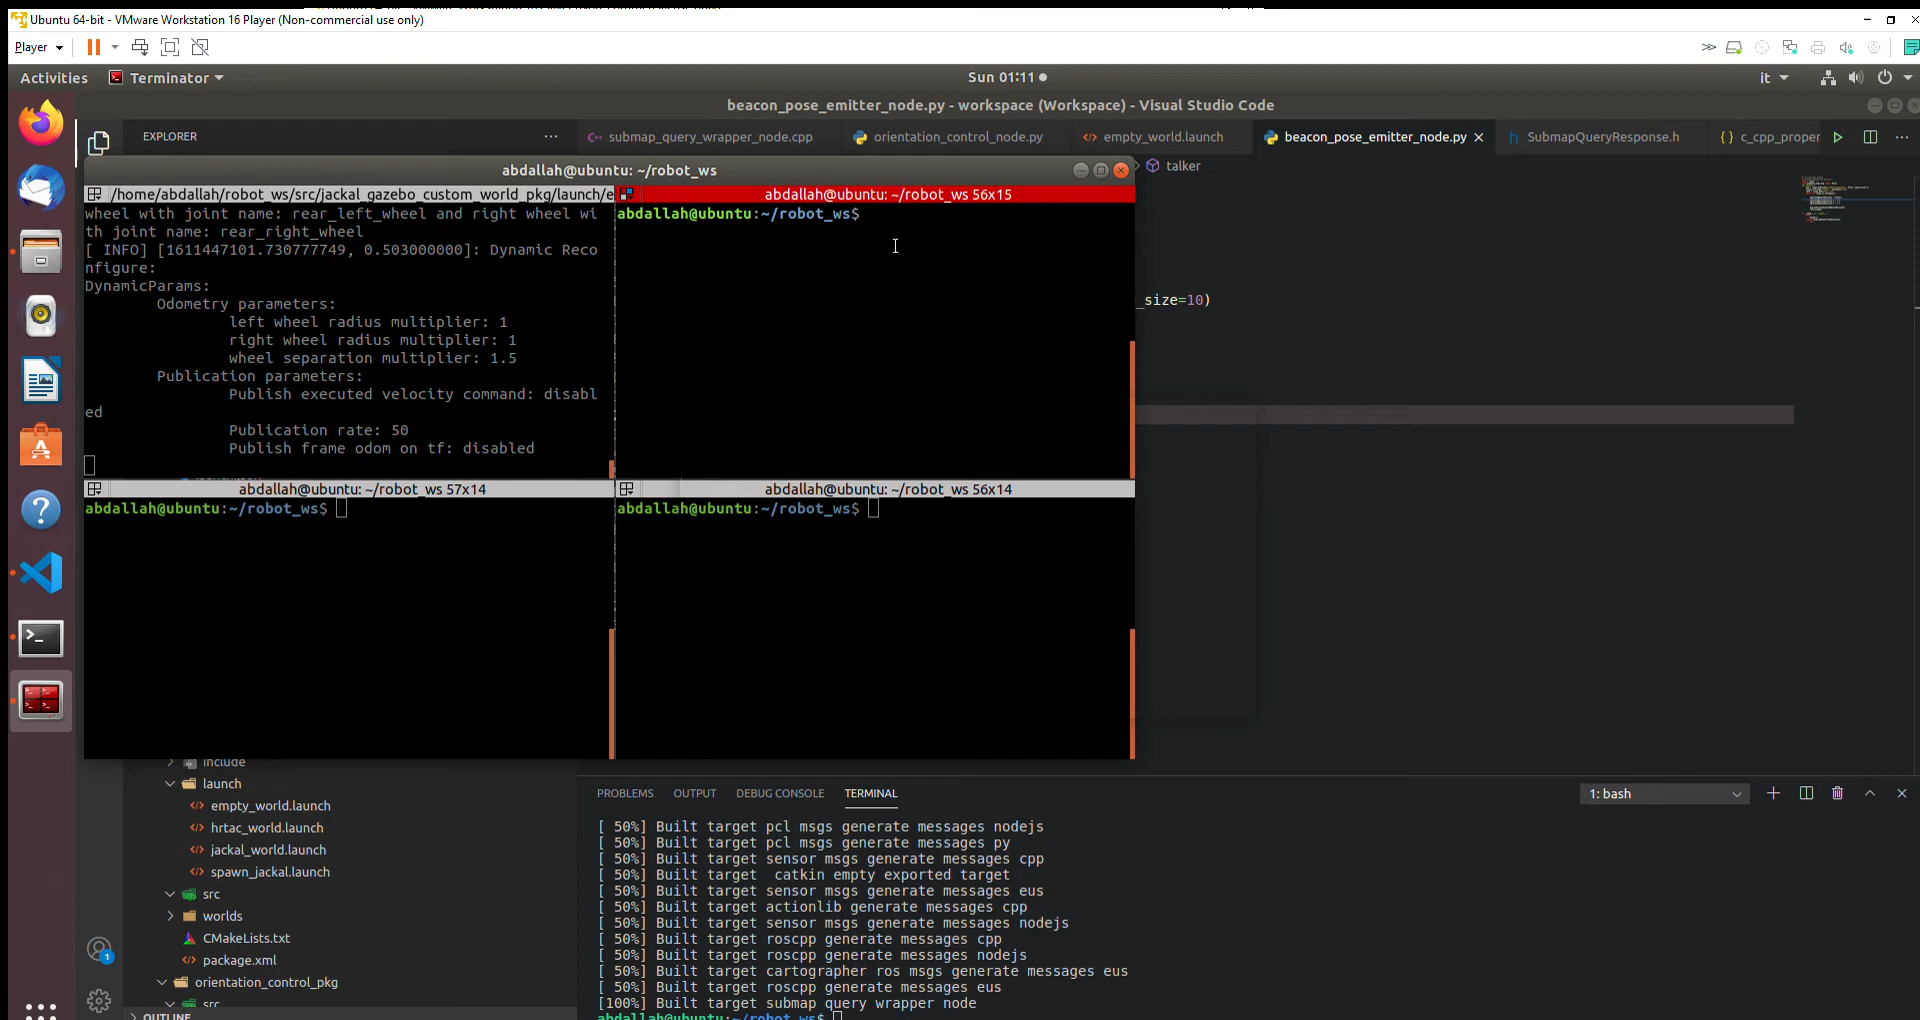 Ubuntu 64-bit - VMware Workstation 16 Player (Non-commercial use only)
Player
Activities
Terminator
Sun 01:11
it
beacon_pose_emitter_node.py - workspace (Workspace) - Visual Studio Code
EXPLORER
submap_query_wrapper_node.cpp
orientation_control_node.py
empty_world.launch
beacon_pose_emitter_node.py
SubmapQueryResponse.h
c_cpp_proper
talker
_size=10)
abdallah@ubuntu: ~/robot_ws
/home/abdallah/robot_ws/src/jackal_gazebo_custom_world_pkg/launch/e
wheel with joint name: rear_left_wheel and right wheel wi
th joint name: rear_right_wheel
[ INFO] [1611447101.730777749, 0.503000000]: Dynamic Reco
nfigure:
DynamicParams:
Odometry parameters:
left wheel radius multiplier: 1
right wheel radius multiplier: 1
wheel separation multiplier: 1.5
Publication parameters:
Publish executed velocity command: disabl
ed
Publication rate: 50
Publish frame odom on tf: disabled
abdallah@ubuntu: ~/robot_ws 56x15
abdallah@ubuntu:~/robot_ws$
abdallah@ubuntu: ~/robot_ws 57x14
abdallah@ubuntu:~/robot_ws$
abdallah@ubuntu: ~/robot_ws 56x14
abdallah@ubuntu:~/robot_ws$
include
launch
empty_world.launch
hrtac_world.launch
jackal_world.launch
spawn_jackal.launch
src
worlds
CMakeLists.txt
package.xml
orientation_control_pkg
src
OUTLINE
1
PROBLEMS
OUTPUT
DEBUG CONSOLE
TERMINAL
1: bash
[ 50%] Built target pcl msgs generate messages nodejs
[ 50%] Built target pcl msgs generate messages py
[ 50%] Built target sensor msgs generate messages cpp
[ 50%] Built target  catkin empty exported target
[ 50%] Built target sensor msgs generate messages eus
[ 50%] Built target actionlib generate messages cpp
[ 50%] Built target sensor msgs generate messages nodejs
[ 50%] Built target roscpp generate messages cpp
[ 50%] Built target roscpp generate messages nodejs
[ 50%] Built target cartographer ros msgs generate messages eus
[ 50%] Built target roscpp generate messages eus
[100%] Built target submap query wrapper node
abdallah@ubuntu:~/robot_ws$